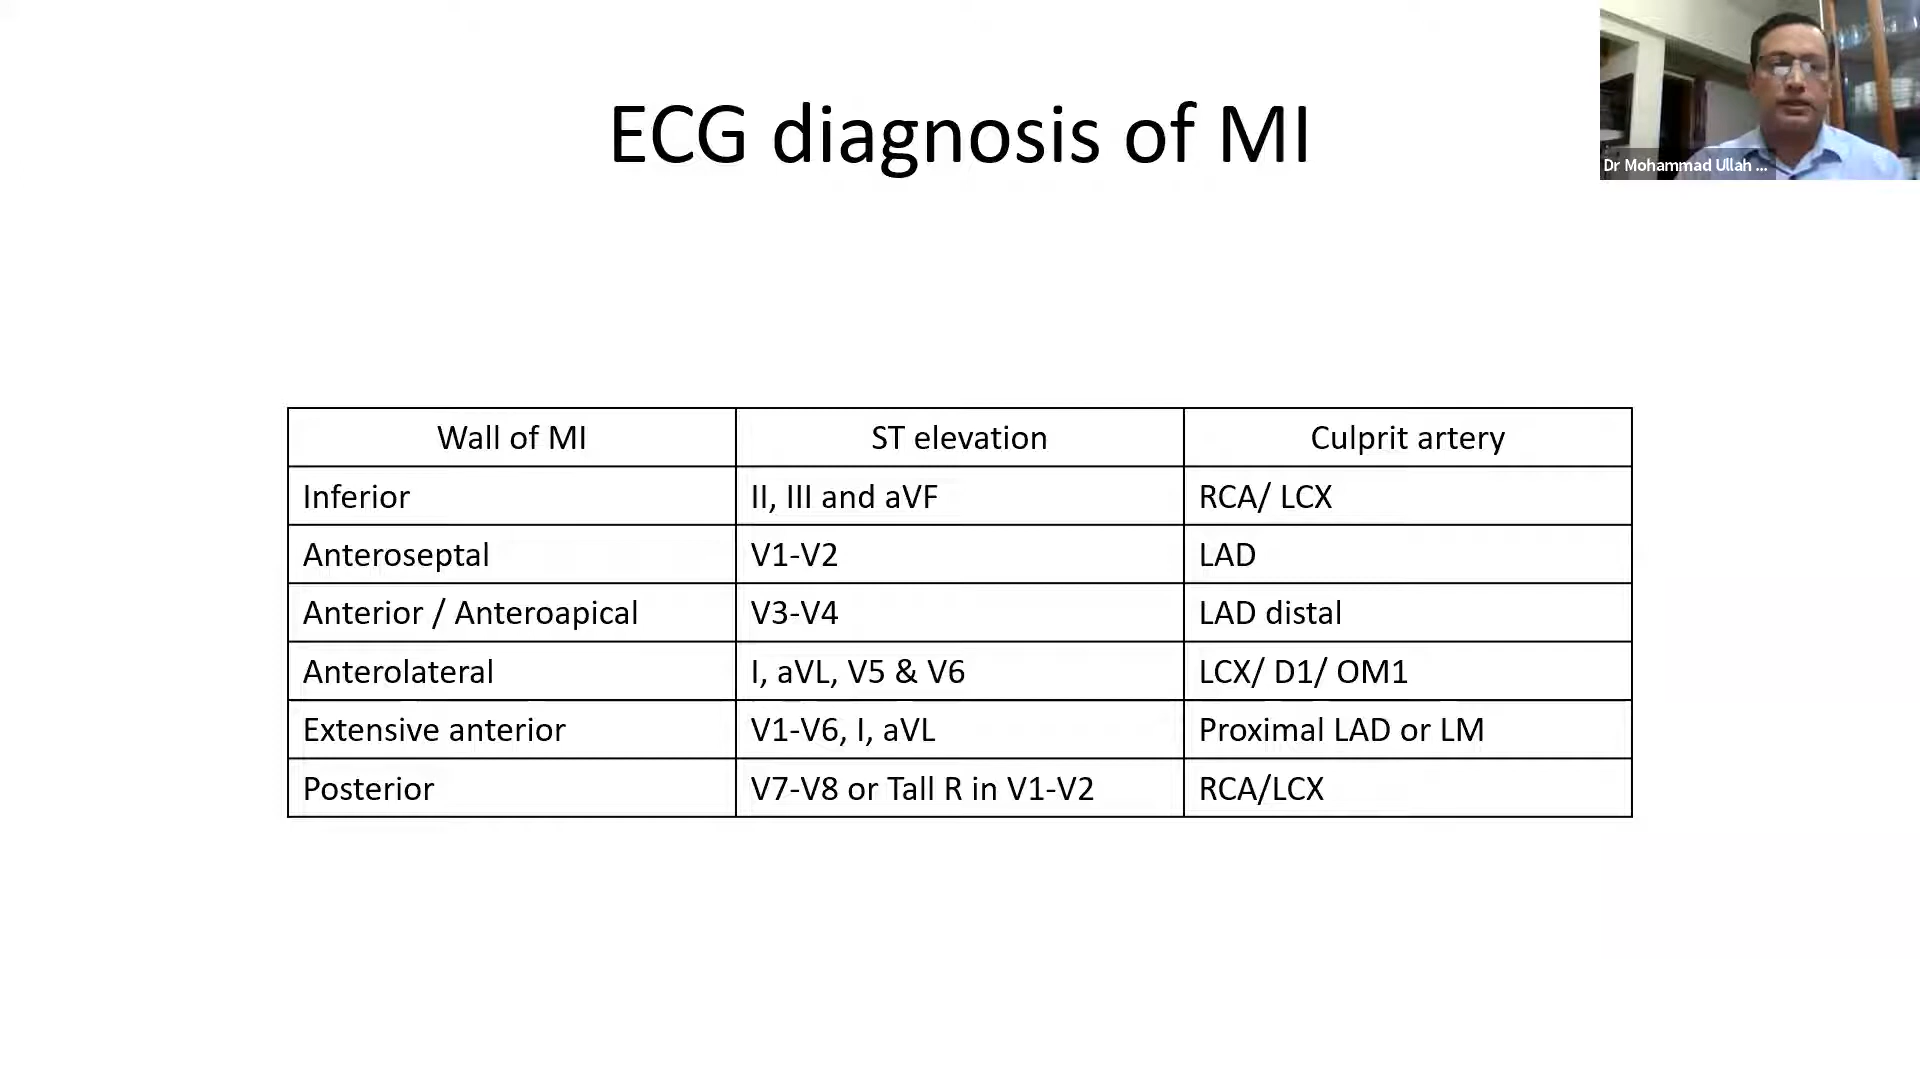 ECG diagnosis of MI
Dr Mohammad Ullah ...
Wall of MI ST elevation Culprit artery
Inferior II, III and aVF RCA/ LCX
Anteroseptal V1-V2 LAD
Anterior / Anteroapical V3-V4 LAD distal
Anterolateral I, aVL, V5 & V6 LCX/ D1/ OM1
Extensive anterior V1-V6, I, aVL Proximal LAD or LM
Posterior V7-V8 or Tall R in V1-V2 RCA/LCX